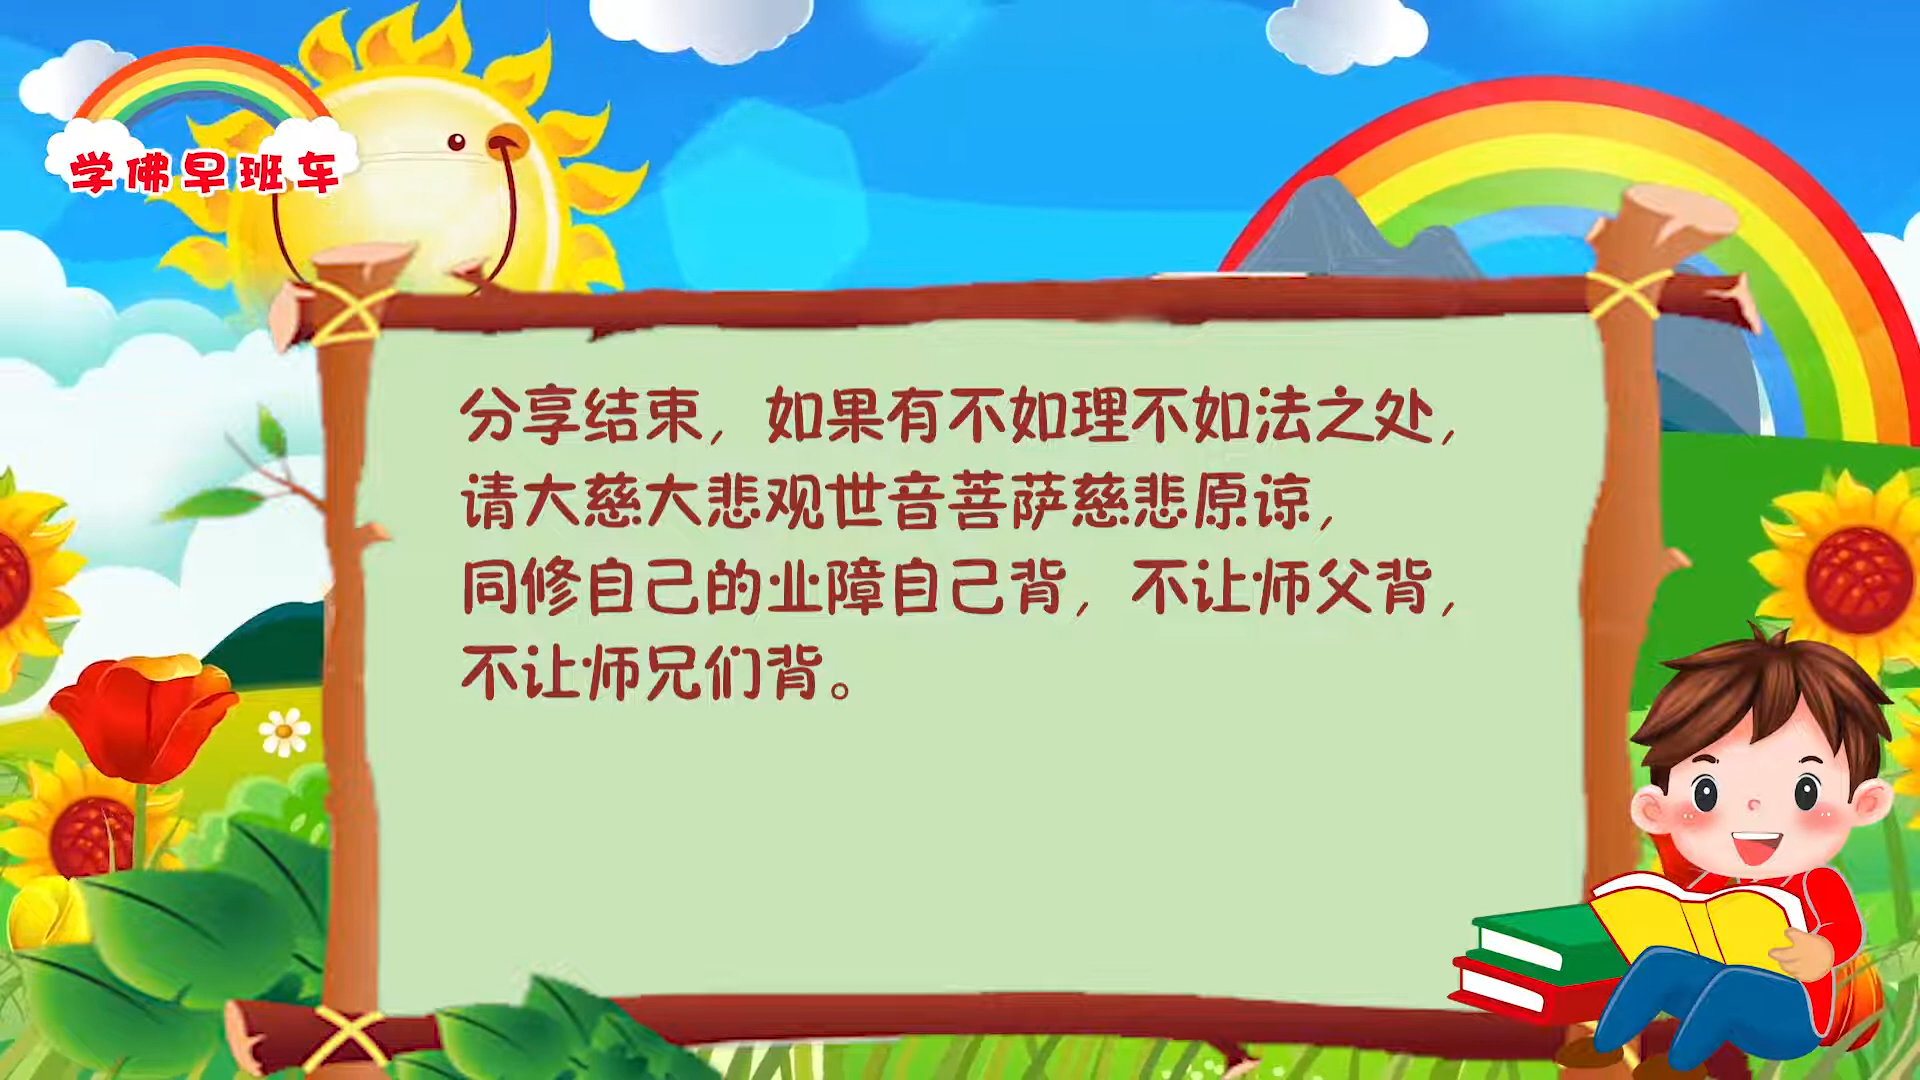 学佛早班车
分享结束，如果有不如理不如法之处，
请大慈大悲观世音菩萨慈悲原谅，
同修自己的业障自己背，不让师父背，
不让师兄们背。